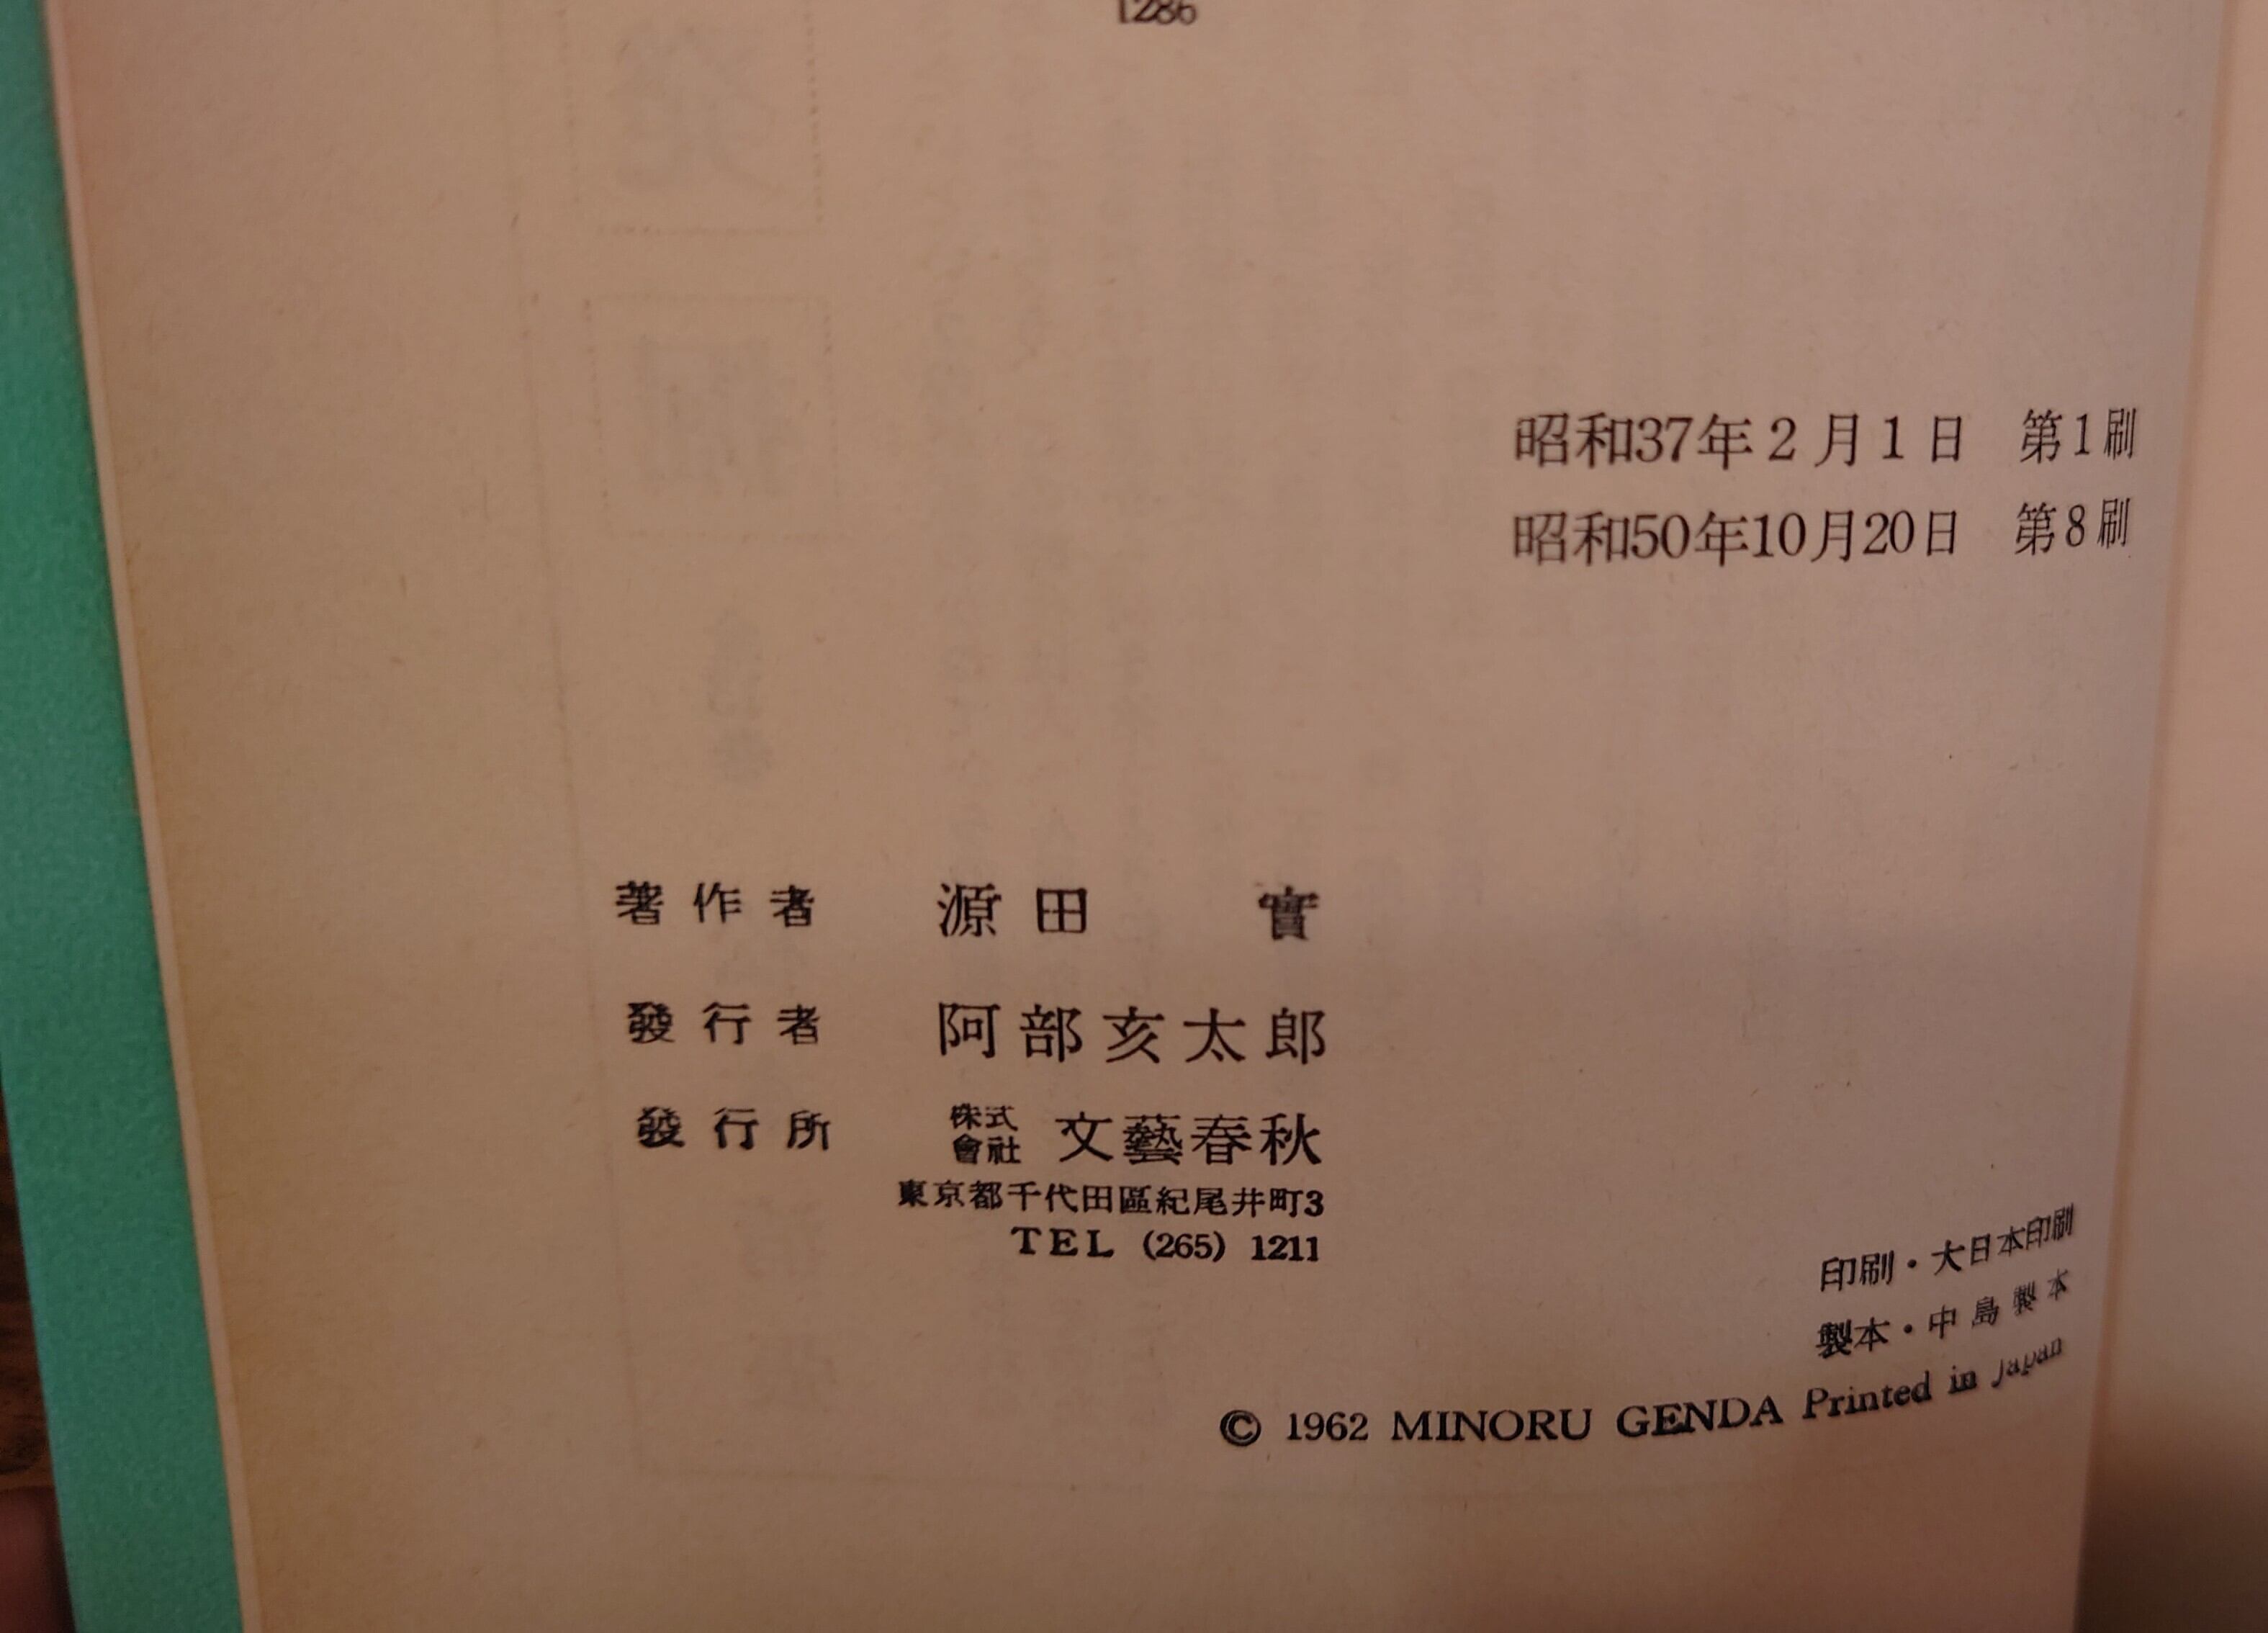 1286
昭和37年2月1日 第1刷
昭和50年10月20日 第8刷
著作者 源田 實
發行者 阿部亥太郎
發行所 株式會社 文藝春秋
東京都千代田區紀尾井町3
TEL (265) 1211
印刷・大日本印刷
製本・中島製本
© 1962 MINORU GENDA Printed in Japan